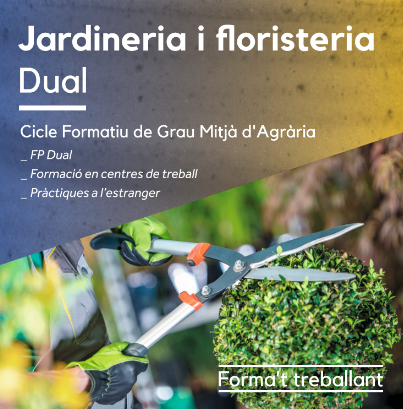 Jardineria i floristeria
Dual
Cicle Formatiu de Grau Mitjà d'Agrària
_ FP Dual
_ Formació en centres de treball
_ Pràctiques a l'estranger
Forma't treballant